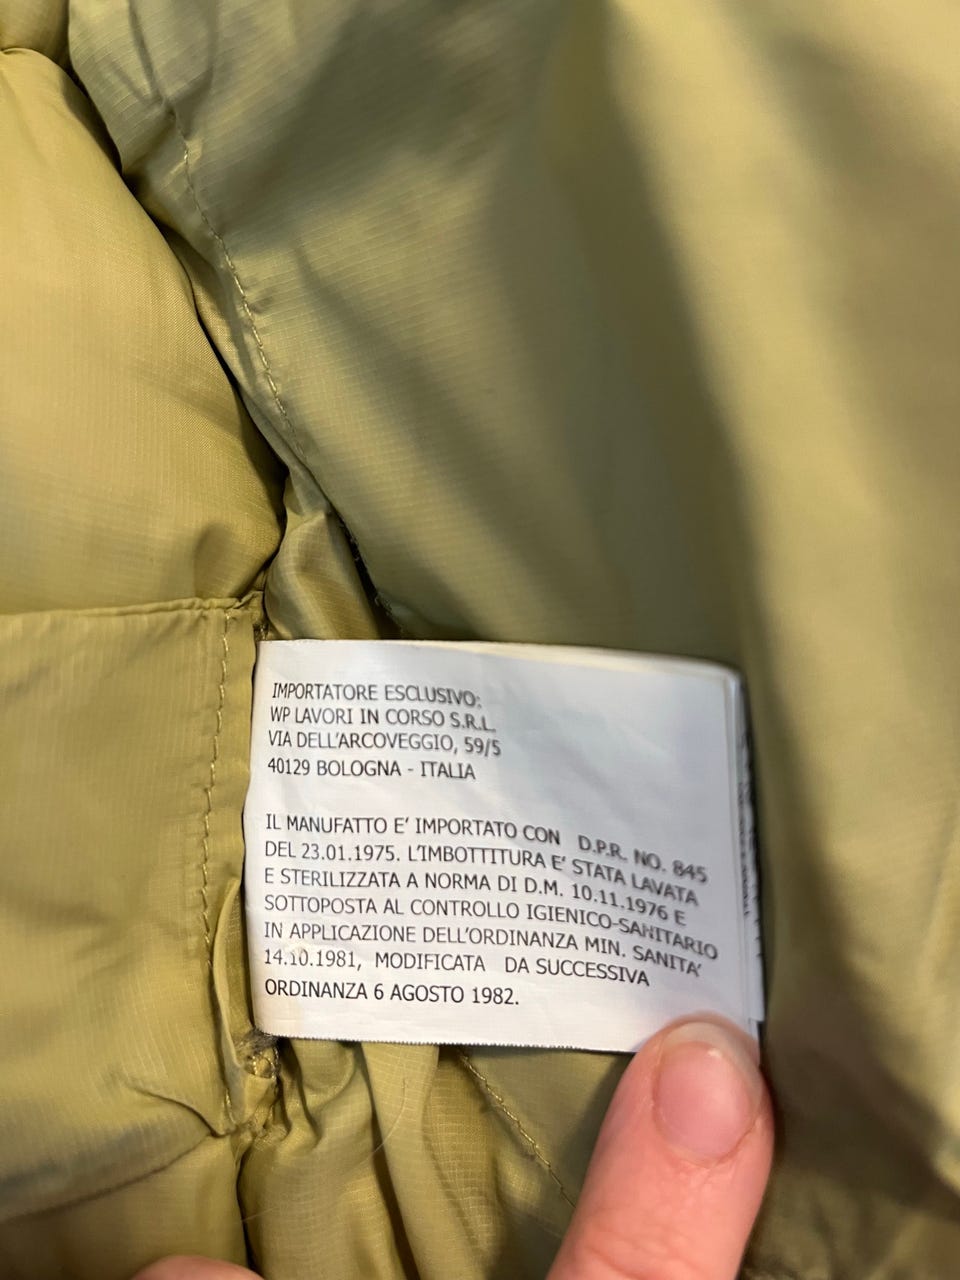 IMPORTATORE ESCLUSIVO:
WP LAVORI IN CORSO S.R.L.
VIA DELL'ARCOVEGGIO, 59/5
40129 BOLOGNA - ITALIA
IL MANUFATTO E' IMPORTATO CON D.P.R. NO. 845
DEL 23.01.1975. L'IMBOTTITURA E' STATA LAVATA
E STERILIZZATA A NORMA DI D.M. 10.11.1976 E
SOTTOPOSTA AL CONTROLLO IGIENICO-SANITARIO
IN APPLICAZIONE DELL'ORDINANZA MIN. SANITA'
14.10.1981, MODIFICATA DA SUCCESSIVA
ORDINANZA 6 AGOSTO 1982.